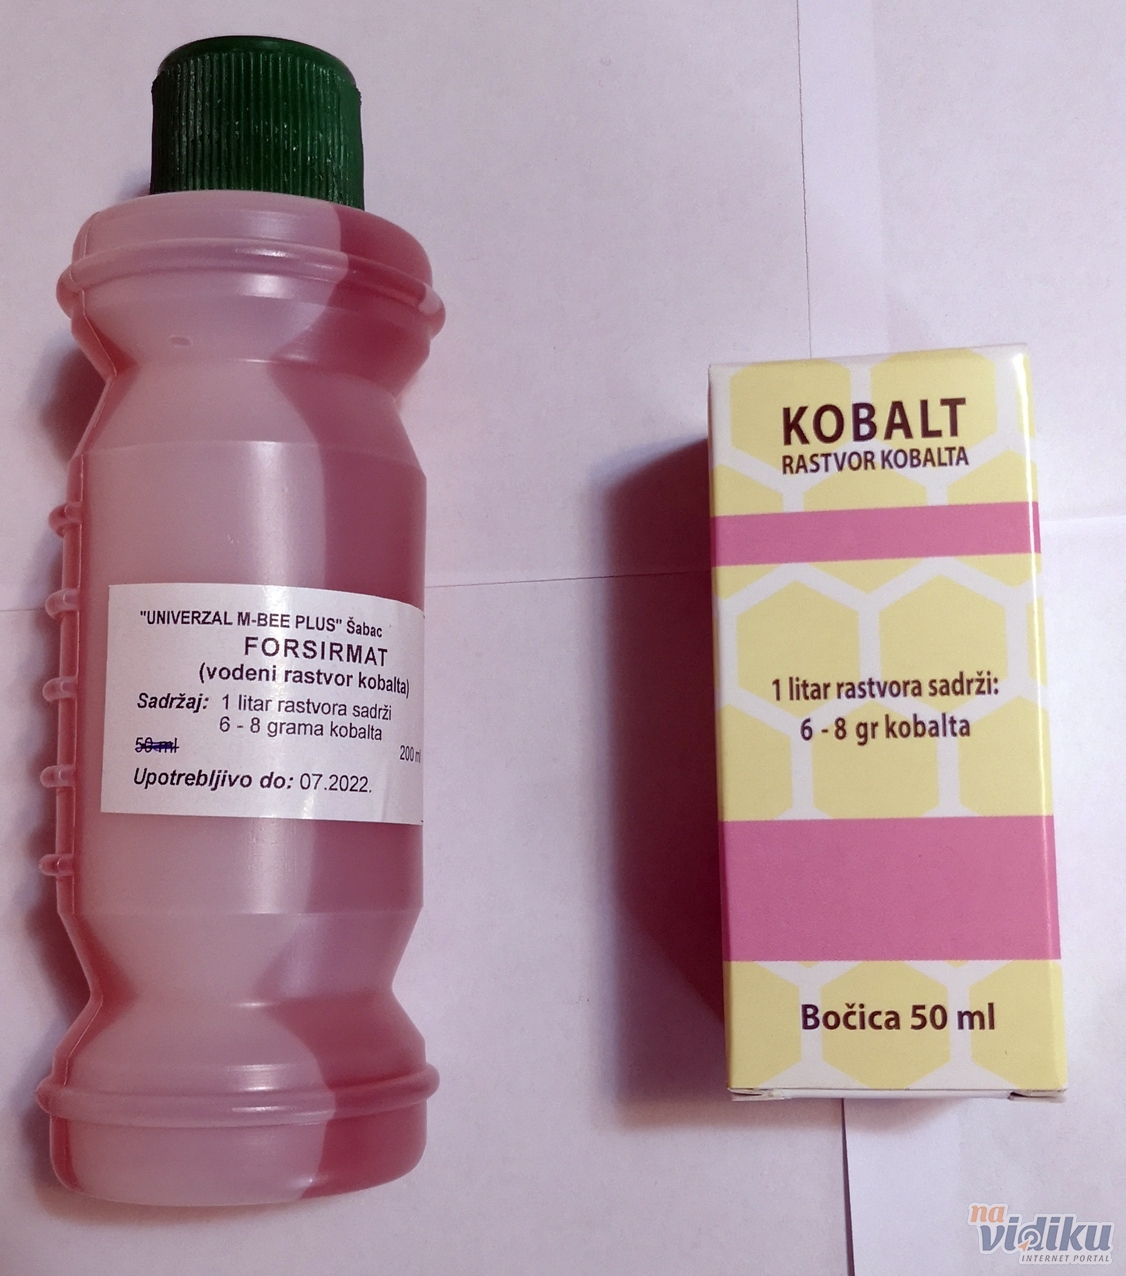 "UNIVERZAL M-BEE PLUS" Šabac
FORSIRMAT
(vodeni rastvor kobalta)
Sadržaj: 1 litar rastvora sadrži
6 - 8 grama kobalta
50 ml
200 ml
Upotrebljivo do: 07.2022.
KOBALT
RASTVOR KOBALTA
1 litar rastvora sadrži:
6 - 8 gr kobalta
Bočica 50 ml
na
vidiku
INTERNET PORTAL